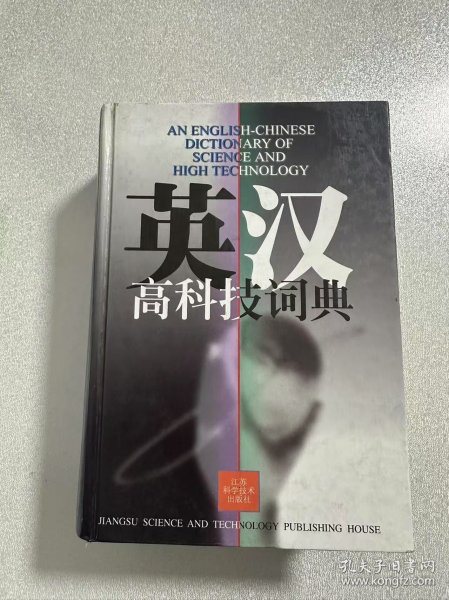 AN ENGLISH-CHINESE
DICTIONARY OF
SCIENCE AND
HIGH TECHNOLOGY
英汉
高科技词典
江苏
科学技术
出版社
JIANGSU SCIENCE AND TECHNOLOGY PUBLISHING HOUSE
孔夫子旧书网
www.kongfz.com